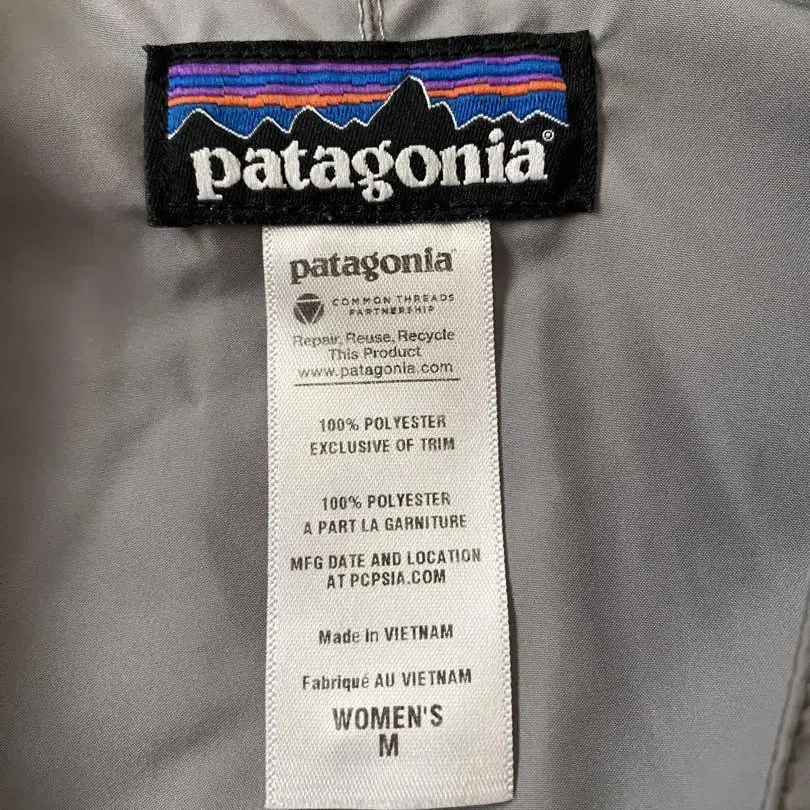 patagonia®
patagonia
COMMON THREADS
PARTNERSHIP
Repair, Reuse, Recycle
This Product
www.patagonia.com
100% POLYESTER
EXCLUSIVE OF TRIM
100% POLYESTER
A PART LA GARNITURE
MFG DATE AND LOCATION
AT PCPSIA.COM
Made in VIETNAM
Fabriqué AU VIETNAM
WOMEN'S
M